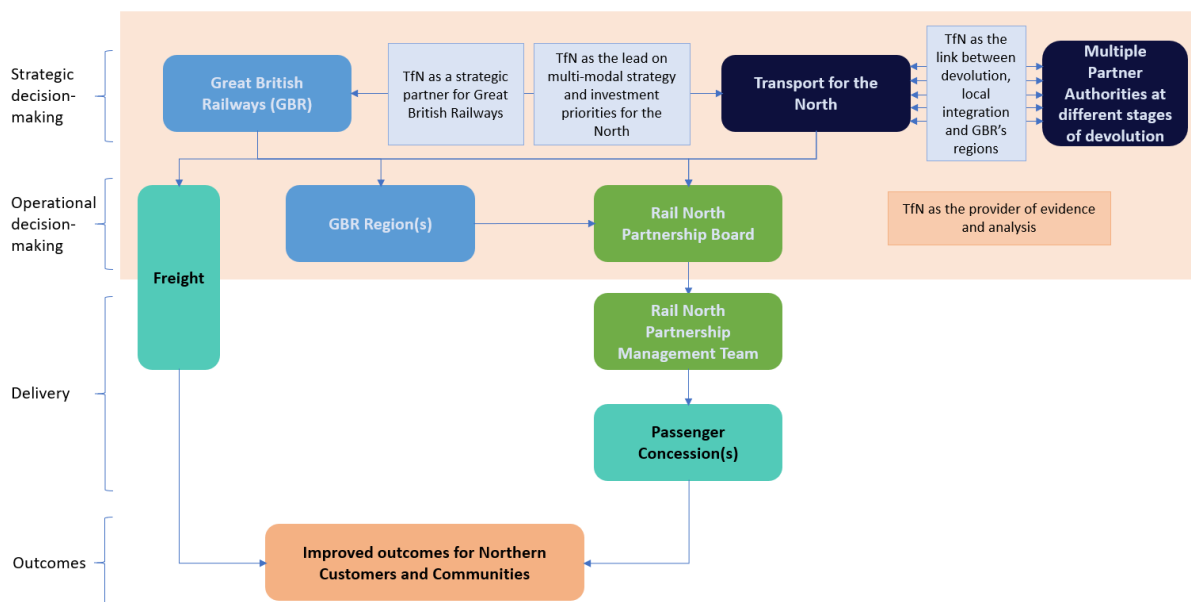 Strategic
decision-
making
Great British
Railways (GBR)
TfN as a strategic
partner for Great
British Railways
TfN as the lead on
multi-modal strategy
and investment
priorities for the
North
Transport for the
North
TfN as the
link between
devolution,
local
integration
and GBR’s
regions
Multiple
Partner
Authorities at
different stages
of devolution
Operational
decision-
making
GBR Region(s)
Rail North
Partnership Board
TfN as the provider of evidence
and analysis
Freight
Rail North
Partnership
Management Team
Delivery
Passenger
Concession(s)
Outcomes
Improved outcomes for Northern
Customers and Communities